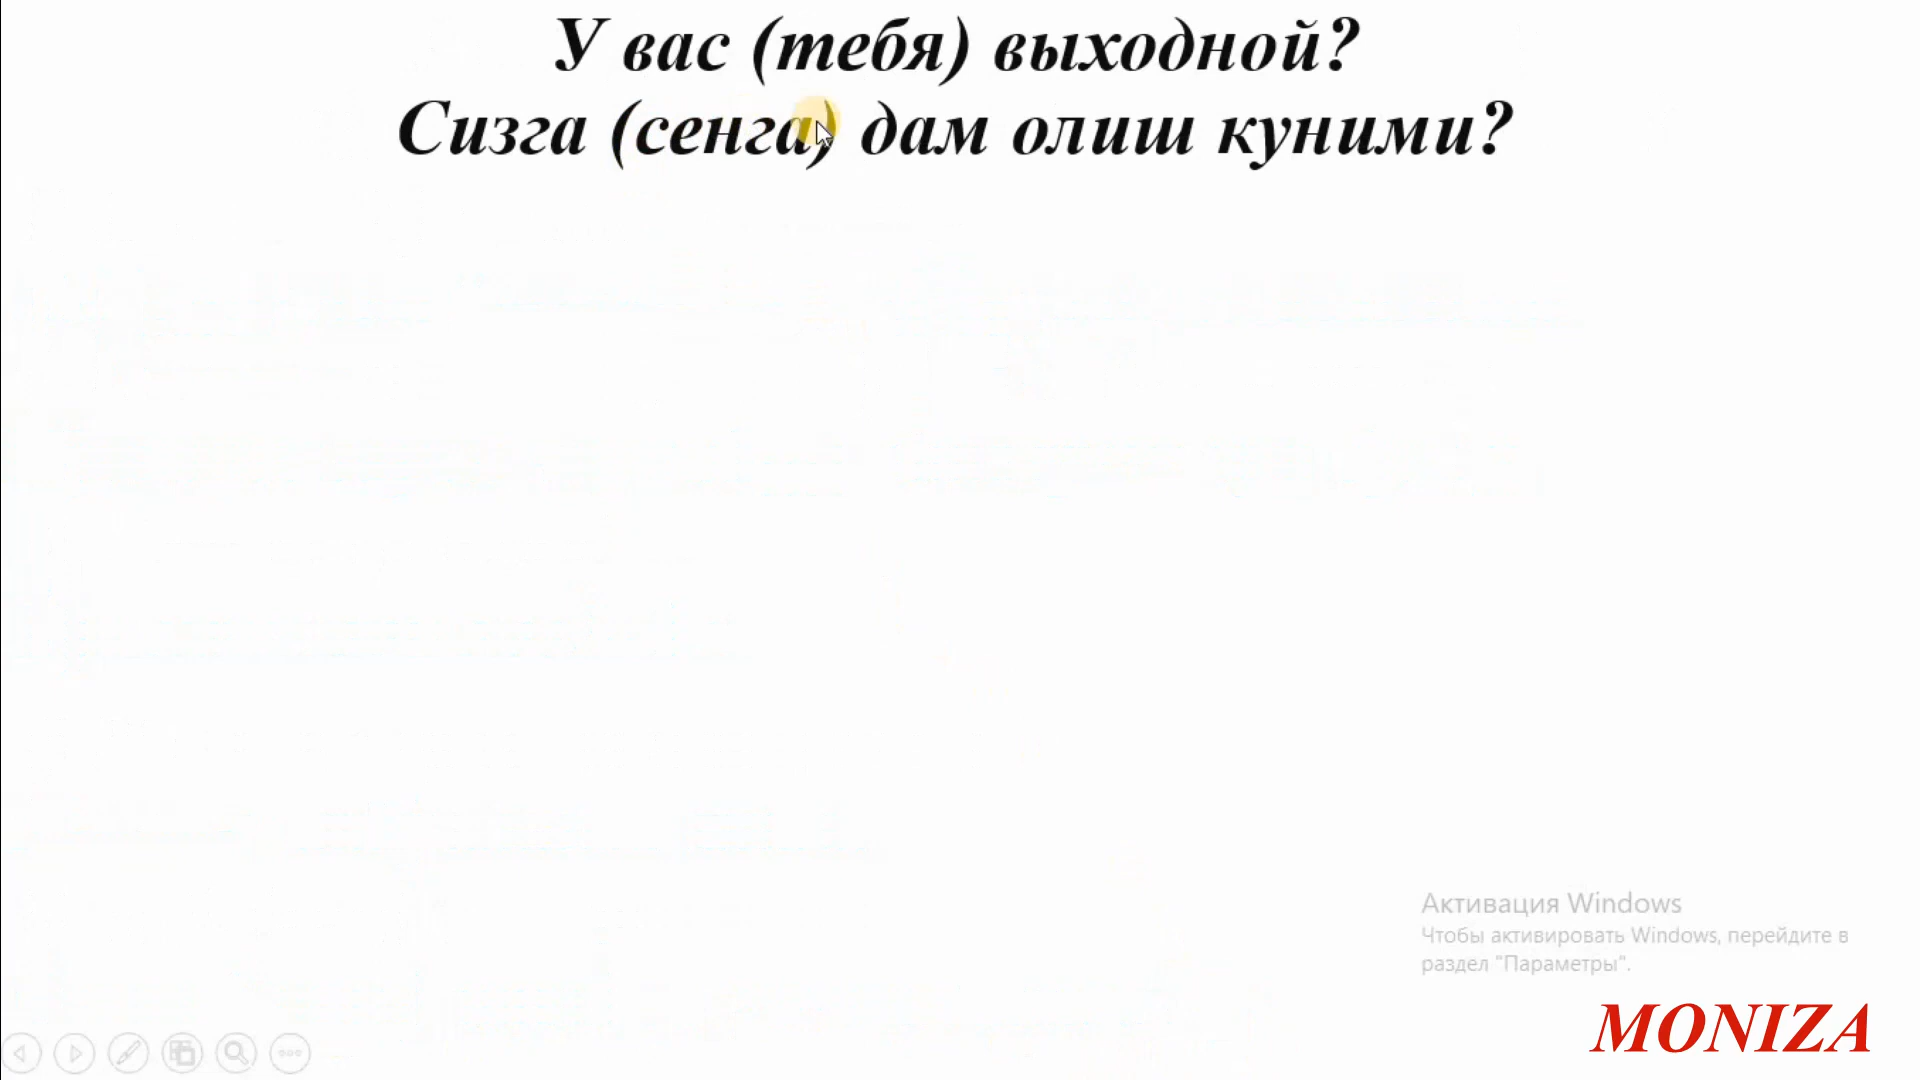 У вас (тебя) выходной?
Сизга (сенга) дам олиш куними?
Активация Windows
Чтобы активировать Windows, перейдите в
раздел "Параметры".
MONIZA